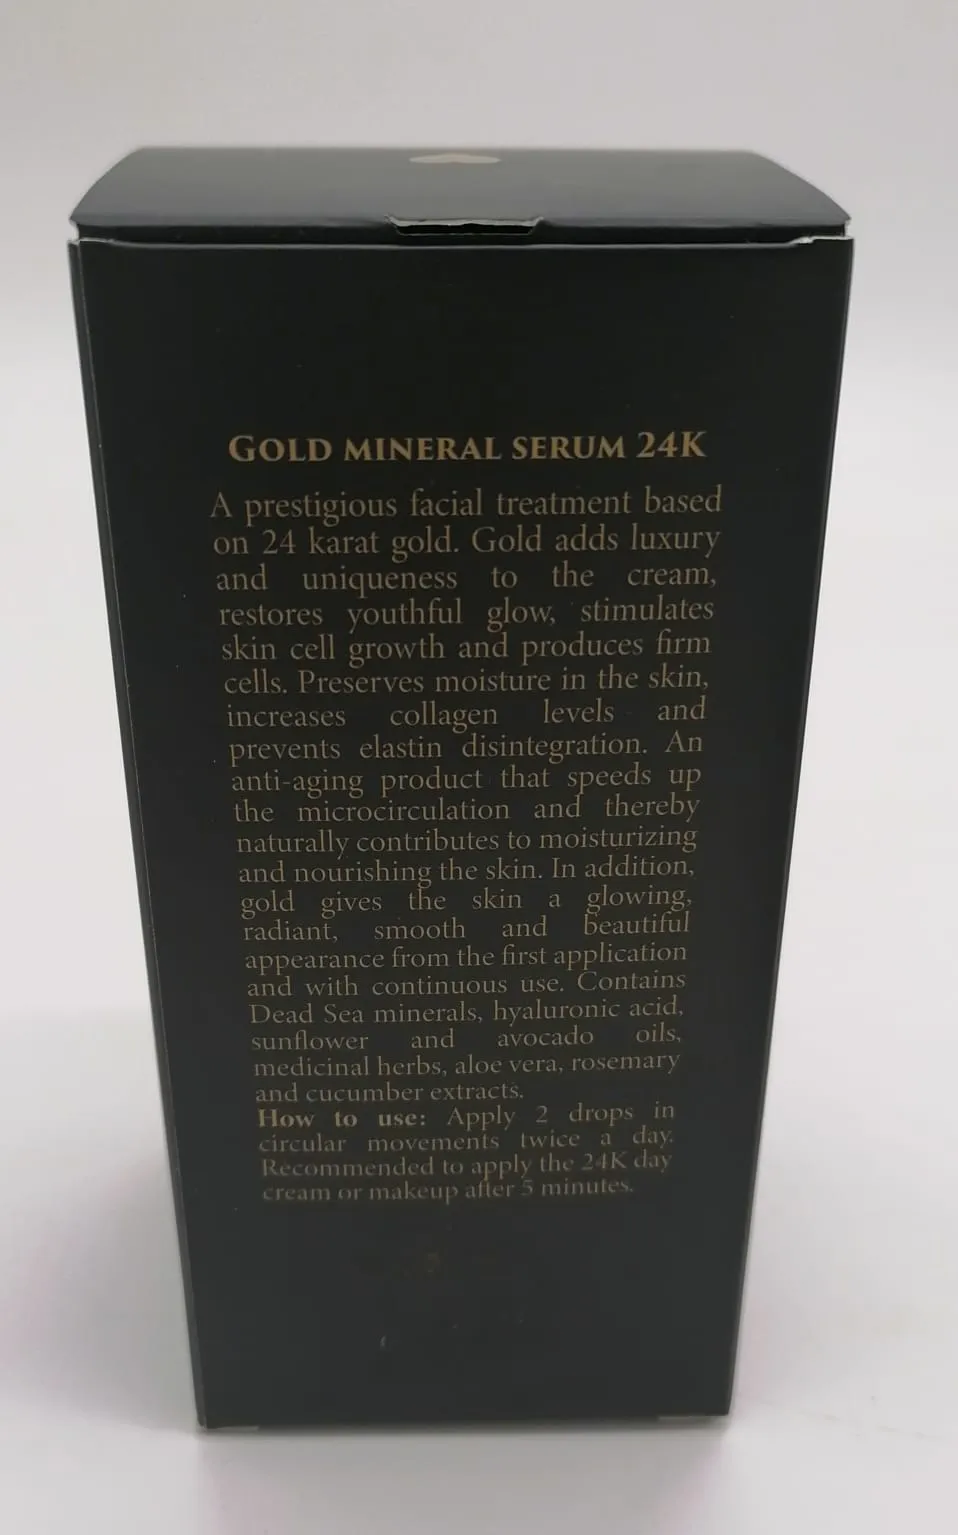 GOLD MINERAL SERUM 24K
A prestigious facial treatment based
on 24 karat gold. Gold adds luxury
and uniqueness to the cream,
restores youthful glow, stimulates
skin cell growth and produces firm
cells. Preserves moisture in the skin,
increases collagen levels and
prevents elastin disintegration. An
anti-aging product that speeds up
the microcirculation and thereby
naturally contributes to moisturizing
and nourishing the skin. In addition,
gold gives the skin a glowing,
radiant, smooth and beautiful
appearance from the first application
and with continuous use. Contains
Dead Sea minerals, hyaluronic acid,
sunflower and avocado oils,
medicinal herbs, aloe vera, rosemary
and cucumber extracts.
How to use: Apply 2 drops in
circular movements twice a day.
Recommended to apply the 24K day
cream or makeup after 5 minutes.